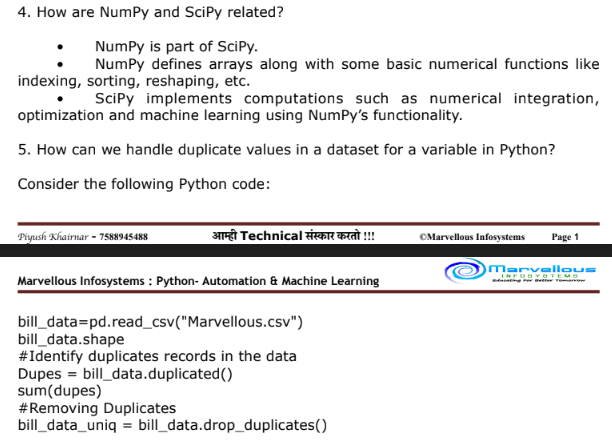 4. How are NumPy and SciPy related?
• NumPy is part of SciPy.
• NumPy defines arrays along with some basic numerical functions like
indexing, sorting, reshaping, etc.
• SciPy implements computations such as numerical integration,
optimization and machine learning using NumPy's functionality.
5. How can we handle duplicate values in a dataset for a variable in Python?
Consider the following Python code:
Piyush Khairnar - 7588945488 आम्ही Technical संस्कार करतो !!! ©Marvellous Infosystems Page 1
Marvellous Infosystems : Python- Automation & Machine Learning
Marvellous
INFOSYSTEMS
Educating For Better Tomorrow
bill_data=pd.read_csv("Marvellous.csv")
bill_data.shape
#Identify duplicates records in the data
Dupes = bill_data.duplicated()
sum(dupes)
#Removing Duplicates
bill_data_uniq = bill_data.drop_duplicates()